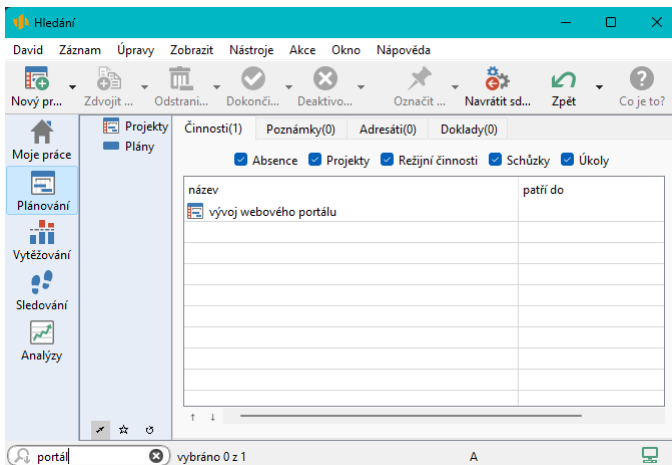 Hledání
David Záznam Úpravy Zobrazit Nástroje Akce Okno Nápověda
Nový pr... Zdvojit ... Odstrani... Dokonči... Deaktivo... Označit ... Navrátit sd... Zpět Co je to?
Moje práce
Plánování
Vytěžování
Sledování
Analýzy
Projekty
Plány
Činnosti(1) Poznámky(0) Adresáti(0) Doklady(0)
Absence Projekty Režijní činnosti Schůzky Úkoly
název patří do
vývoj webového portálu
portál vybráno 0 z 1 A